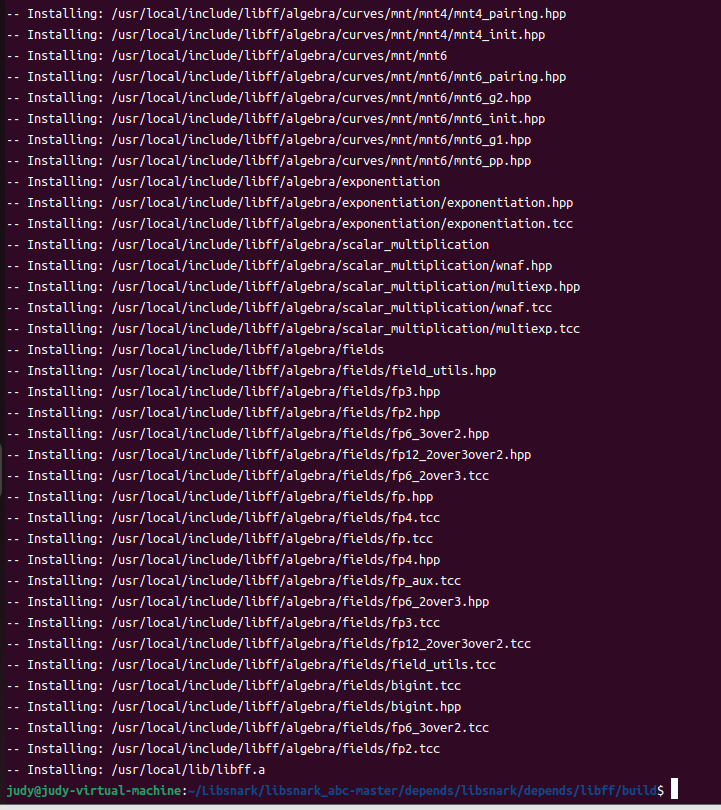 -- Installing: /usr/local/include/libff/algebra/curves/mnt/mnt4/mnt4_pairing.hpp
-- Installing: /usr/local/include/libff/algebra/curves/mnt/mnt4/mnt4_init.hpp
-- Installing: /usr/local/include/libff/algebra/curves/mnt/mnt6
-- Installing: /usr/local/include/libff/algebra/curves/mnt/mnt6/mnt6_pairing.hpp
-- Installing: /usr/local/include/libff/algebra/curves/mnt/mnt6/mnt6_g2.hpp
-- Installing: /usr/local/include/libff/algebra/curves/mnt/mnt6/mnt6_init.hpp
-- Installing: /usr/local/include/libff/algebra/curves/mnt/mnt6/mnt6_g1.hpp
-- Installing: /usr/local/include/libff/algebra/curves/mnt/mnt6/mnt6_pp.hpp
-- Installing: /usr/local/include/libff/algebra/exponentiation
-- Installing: /usr/local/include/libff/algebra/exponentiation/exponentiation.hpp
-- Installing: /usr/local/include/libff/algebra/exponentiation/exponentiation.tcc
-- Installing: /usr/local/include/libff/algebra/scalar_multiplication
-- Installing: /usr/local/include/libff/algebra/scalar_multiplication/wnaf.hpp
-- Installing: /usr/local/include/libff/algebra/scalar_multiplication/multiexp.hpp
-- Installing: /usr/local/include/libff/algebra/scalar_multiplication/wnaf.tcc
-- Installing: /usr/local/include/libff/algebra/scalar_multiplication/multiexp.tcc
-- Installing: /usr/local/include/libff/algebra/fields
-- Installing: /usr/local/include/libff/algebra/fields/field_utils.hpp
-- Installing: /usr/local/include/libff/algebra/fields/fp3.hpp
-- Installing: /usr/local/include/libff/algebra/fields/fp2.hpp
-- Installing: /usr/local/include/libff/algebra/fields/fp6_3over2.hpp
-- Installing: /usr/local/include/libff/algebra/fields/fp12_2over3over2.hpp
-- Installing: /usr/local/include/libff/algebra/fields/fp6_2over3.tcc
-- Installing: /usr/local/include/libff/algebra/fields/fp.hpp
-- Installing: /usr/local/include/libff/algebra/fields/fp4.tcc
-- Installing: /usr/local/include/libff/algebra/fields/fp.tcc
-- Installing: /usr/local/include/libff/algebra/fields/fp4.hpp
-- Installing: /usr/local/include/libff/algebra/fields/fp_aux.tcc
-- Installing: /usr/local/include/libff/algebra/fields/fp6_2over3.hpp
-- Installing: /usr/local/include/libff/algebra/fields/fp3.tcc
-- Installing: /usr/local/include/libff/algebra/fields/fp12_2over3over2.tcc
-- Installing: /usr/local/include/libff/algebra/fields/field_utils.tcc
-- Installing: /usr/local/include/libff/algebra/fields/bigint.tcc
-- Installing: /usr/local/include/libff/algebra/fields/bigint.hpp
-- Installing: /usr/local/include/libff/algebra/fields/fp6_3over2.tcc
-- Installing: /usr/local/include/libff/algebra/fields/fp2.tcc
-- Installing: /usr/local/lib/libff.a
judy@judy-virtual-machine:~/Libsnark/libsnark_abc-master/depends/libsnark/depends/libff/build$